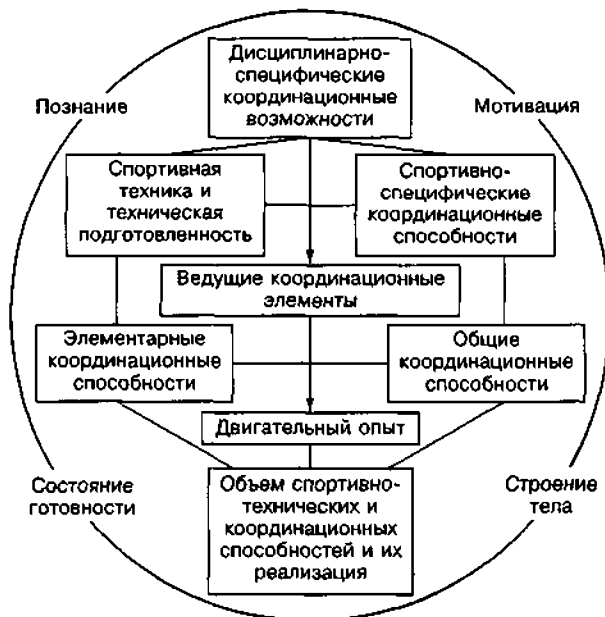 Дисциплинарно-
специфические
координационные
возможности
Познание
Мотивация
Спортивная
техника и
техническая
подготовленность
Спортивно-
специфические
координационные
способности
Ведущие координационные
элементы
Элементарные
координационные
способности
Общие
координационные
способности
Двигательный опыт
Состояние
готовности
Объем спортивно-
технических и
координационных
способностей и их
реализация
Строение
тела